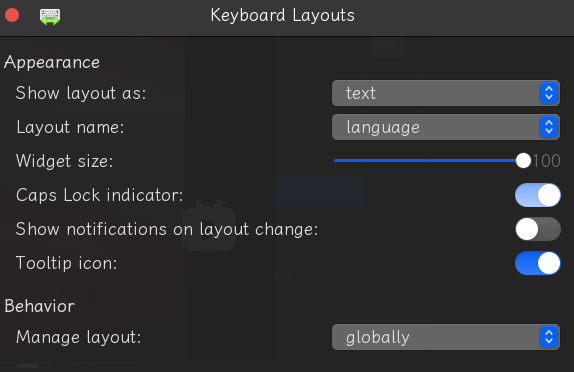 Keyboard Layouts
Appearance
Show layout as: text
Layout name: language
Widget size: 100
Caps Lock indicator:
Show notifications on layout change:
Tooltip icon:
Behavior
Manage layout: globally